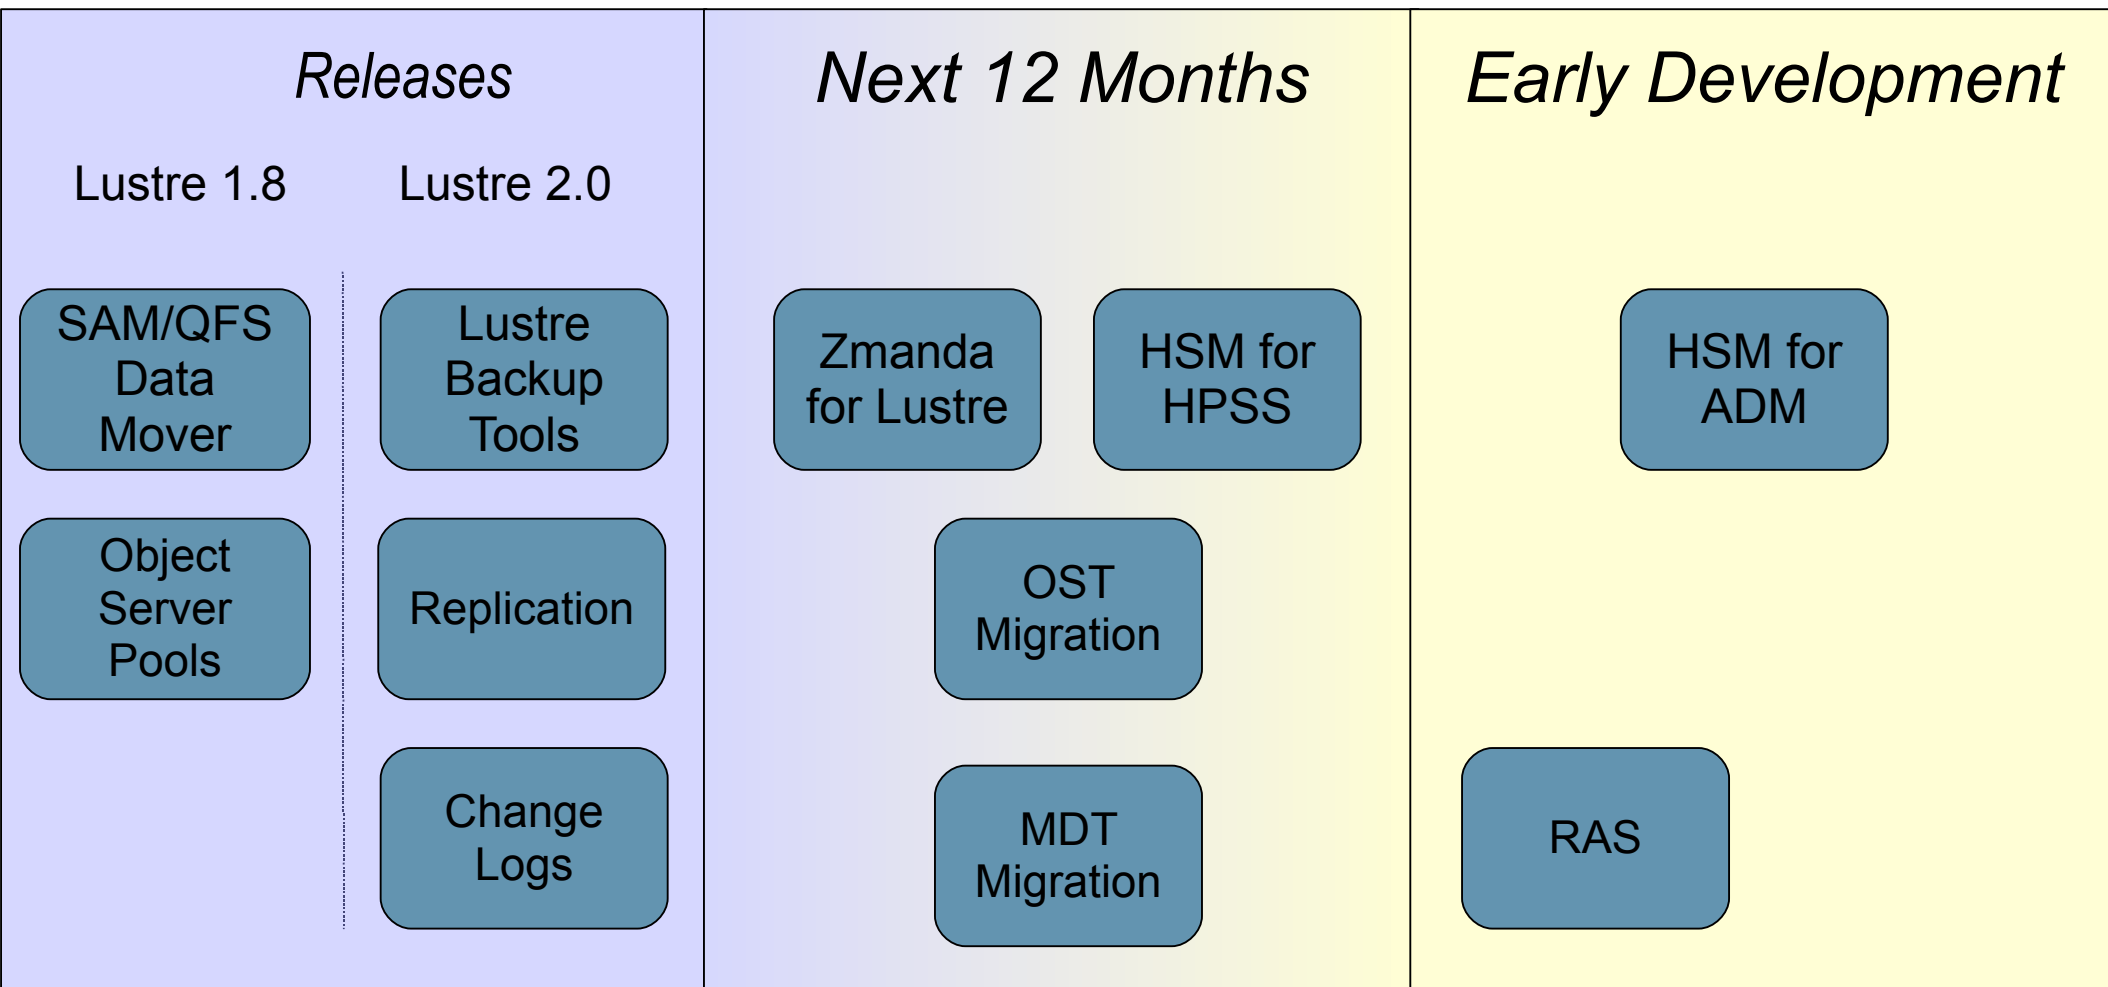 Releases
Next 12 Months
Early Development
Lustre 1.8
Lustre 2.0
SAM/QFS
Data
Mover
Lustre
Backup
Tools
Zmanda
for Lustre
HSM for
HPSS
HSM for
ADM
Object
Server
Pools
Replication
OST
Migration
Change
Logs
MDT
Migration
RAS